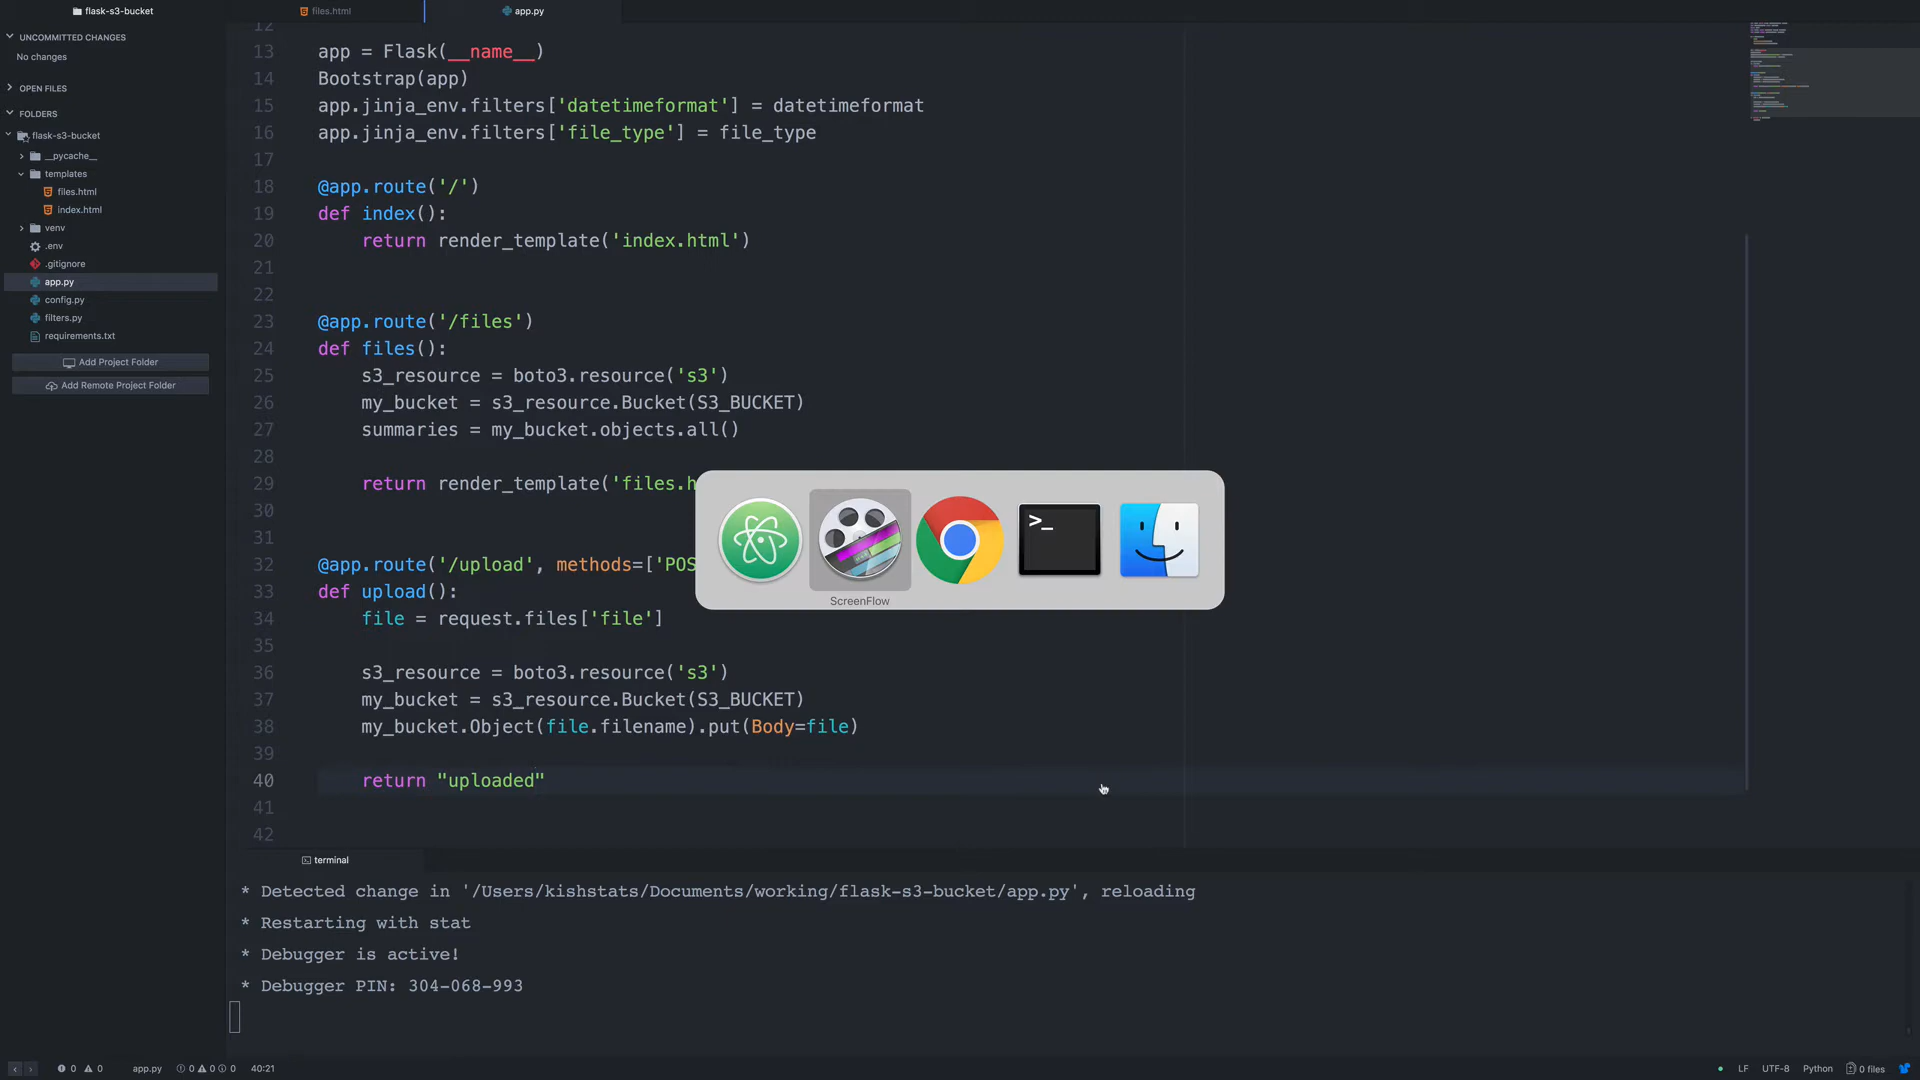 flask-s3-bucket
files.html
app.py
UNCOMMITTED CHANGES
No changes
OPEN FILES
FOLDERS
flask-s3-bucket
__pycache__
templates
files.html
index.html
venv
.env
.gitignore
app.py
config.py
filters.py
requirements.txt
Add Project Folder
Add Remote Project Folder
12
13 app = Flask(__name__)
14 Bootstrap(app)
15 app.jinja_env.filters['datetimeformat'] = datetimeformat
16 app.jinja_env.filters['file_type'] = file_type
17
18 @app.route('/')
19 def index():
20 return render_template('index.html')
21
22
23 @app.route('/files')
24 def files():
25 s3_resource = boto3.resource('s3')
26 my_bucket = s3_resource.Bucket(S3_BUCKET)
27 summaries = my_bucket.objects.all()
28
29 return render_template('files.h
30
31
32 @app.route('/upload', methods=['POS
33 def upload():
34 file = request.files['file']
35
36 s3_resource = boto3.resource('s3')
37 my_bucket = s3_resource.Bucket(S3_BUCKET)
38 my_bucket.Object(file.filename).put(Body=file)
39
40 return "uploaded"
41
42
>_
ScreenFlow
terminal
* Detected change in '/Users/kishstats/Documents/working/flask-s3-bucket/app.py', reloading
* Restarting with stat
* Debugger is active!
* Debugger PIN: 304-068-993
0 0 app.py 0 0 0 40:21
LF UTF-8 Python 0 files